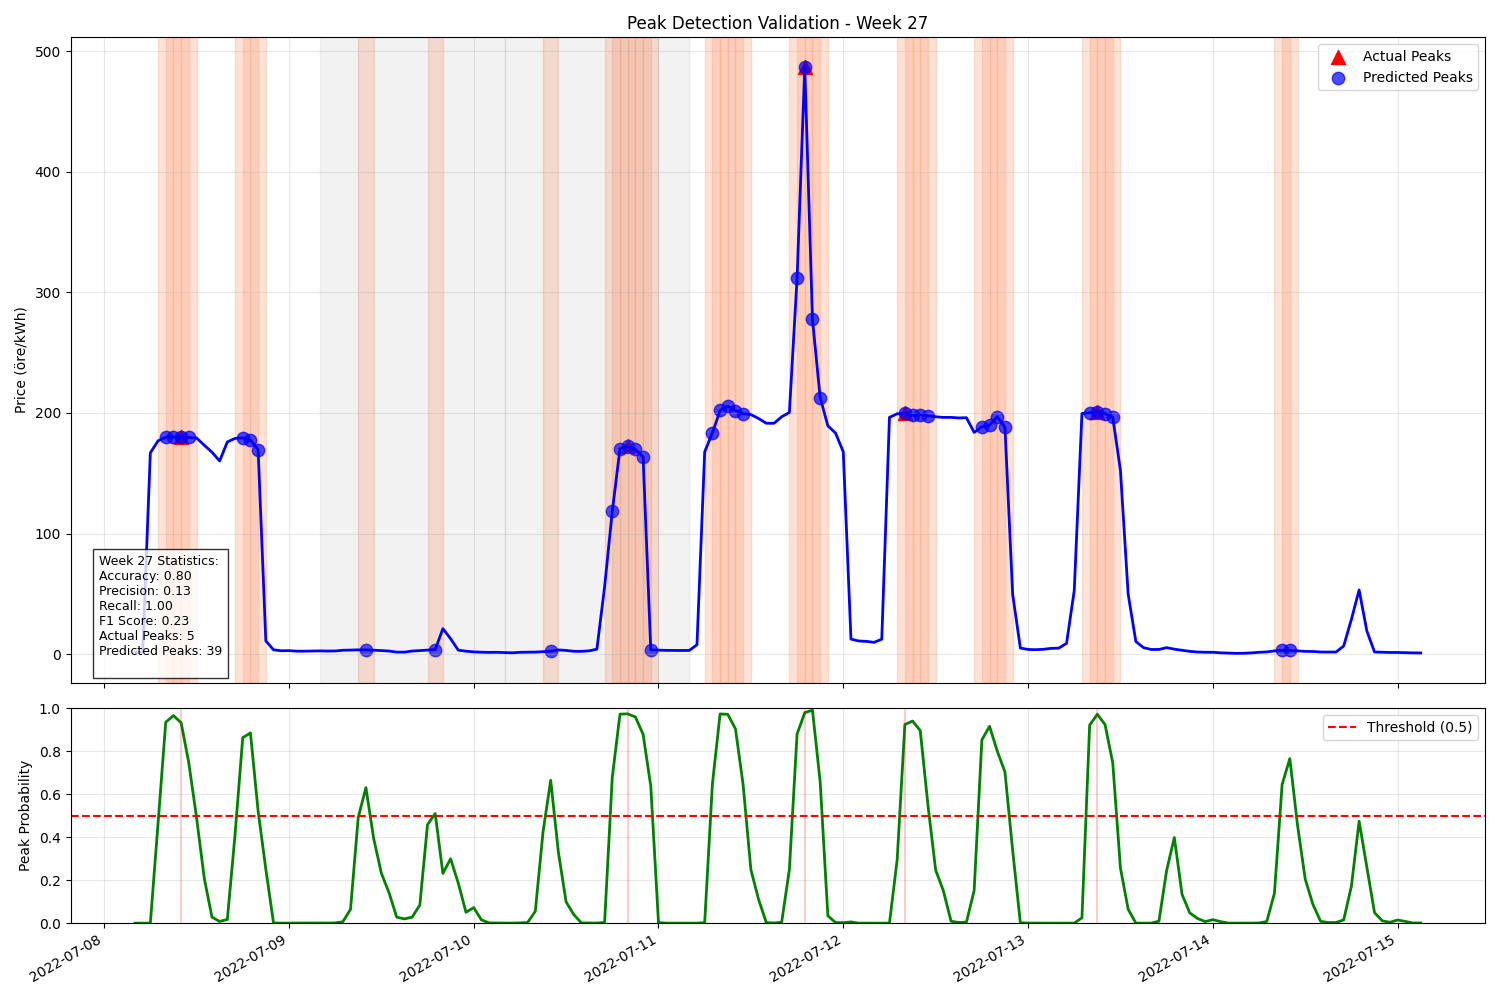 Peak Detection Validation - Week 27
Price (öre/kWh)
500
400
300
200
100
0
Actual Peaks
Predicted Peaks
Week 27 Statistics:
Accuracy: 0.80
Precision: 0.13
Recall: 1.00
F1 Score: 0.23
Actual Peaks: 5
Predicted Peaks: 39
Peak Probability
1.0
0.8
0.6
0.4
0.2
0.0
Threshold (0.5)
2022-07-08
2022-07-09
2022-07-10
2022-07-11
2022-07-12
2022-07-13
2022-07-14
2022-07-15